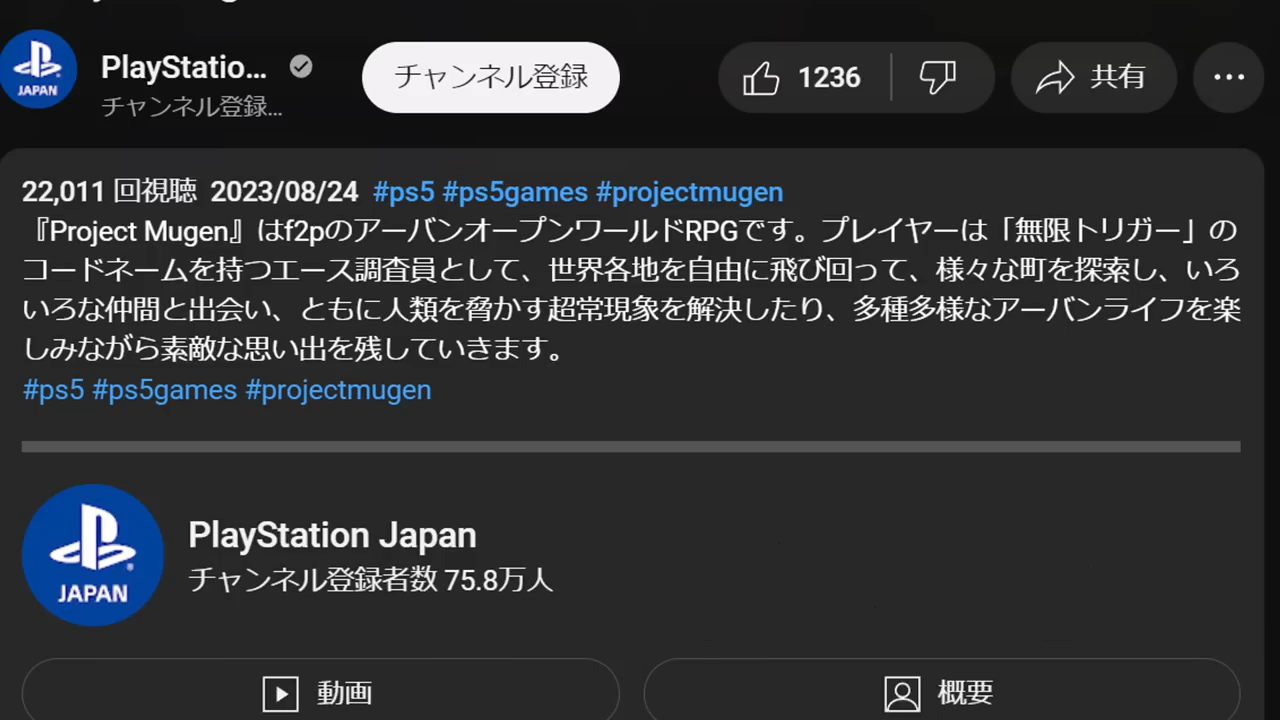 PlayStatio...
チャンネル登録...
JAPAN
チャンネル登録
1236
共有
22,011 回視聴 2023/08/24 #ps5 #ps5games #projectmugen
『Project Mugen』はf2pのアーバンオープンワールドRPGです。プレイヤーは「無限トリガー」の
コードネームを持つエース調査員として、世界各地を自由に飛び回って、様々な町を探索し、いろ
いろな仲間と出会い、ともに人類を脅かす超常現象を解決したり、多種多様なアーバンライフを楽
しみながら素敵な思い出を残していきます。
#ps5 #ps5games #projectmugen
PlayStation Japan
チャンネル登録者数 75.8万人
JAPAN
動画
概要